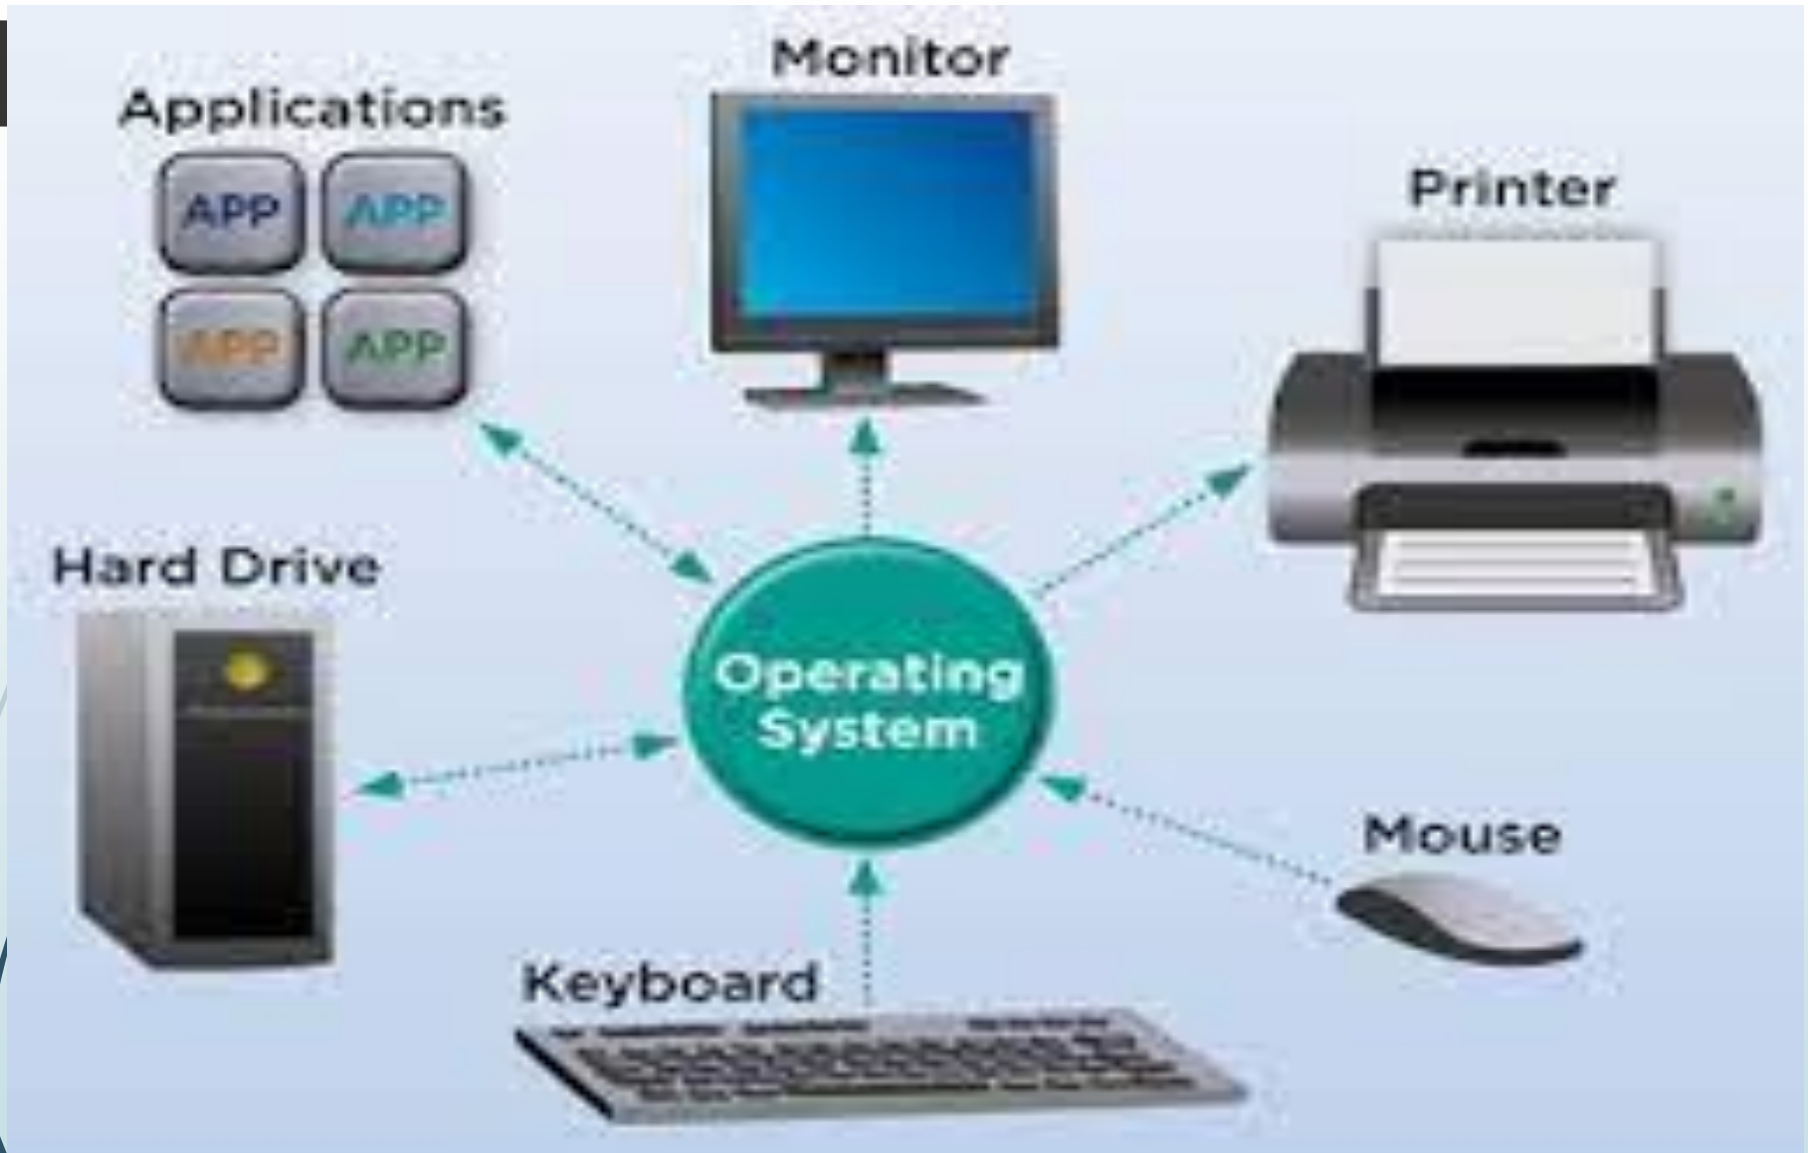 Monitor
Applications
APP APP
APP APP
Printer
Hard Drive
Operating
System
Mouse
Keyboard